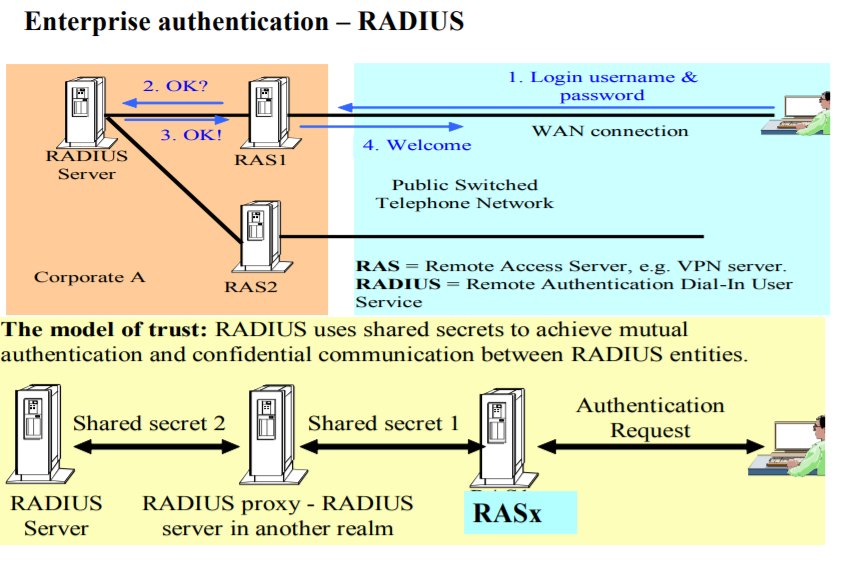 Enterprise authentication – RADIUS
2. OK?
1. Login username &
password
3. OK!
WAN connection
4. Welcome
RADIUS
Server
RAS1
Public Switched
Telephone Network
Corporate A
RAS2
RAS = Remote Access Server, e.g. VPN server.
RADIUS = Remote Authentication Dial-In User
Service
The model of trust: RADIUS uses shared secrets to achieve mutual
authentication and confidential communication between RADIUS entities.
Shared secret 2
Shared secret 1
Authentication
Request
RADIUS
Server
RADIUS proxy - RADIUS
server in another realm
RASx